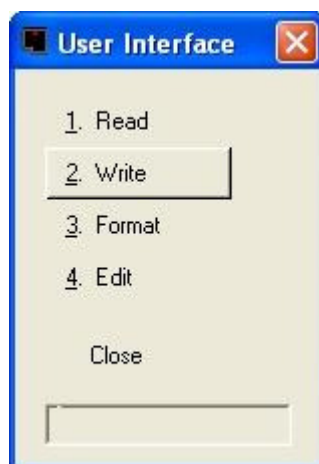 User Interface
1. Read
2. Write
3. Format
4. Edit
Close